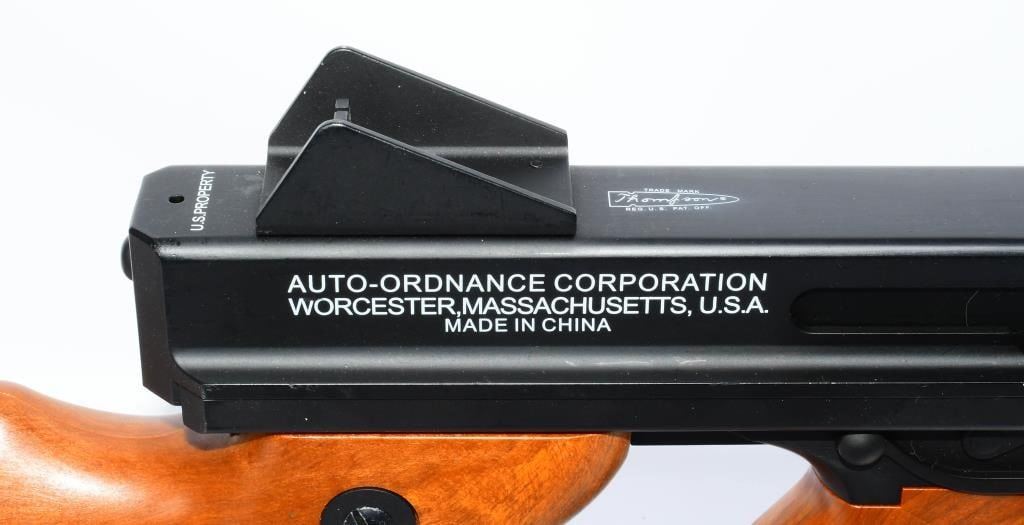 U.S.PROPERTY
TRADE MARK
Thompson
REG. U.S. PAT. OFF.
AUTO-ORDNANCE CORPORATION
WORCESTER,MASSACHUSETTS, U.S.A.
MADE IN CHINA